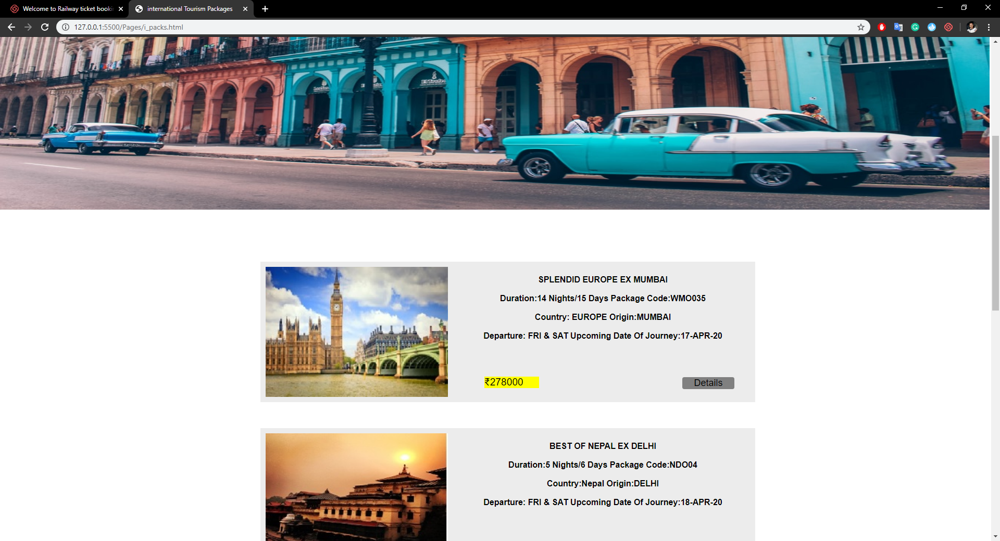 Welcome to Railway ticket booki
international Tourism Packages
127.0.0.1:5500/Pages/i_packs.html
El Trofeo
SPLENDID EUROPE EX MUMBAI
Duration:14 Nights/15 Days Package Code:WMO035
Country: EUROPE Origin:MUMBAI
Departure: FRI & SAT Upcoming Date Of Journey:17-APR-20
₹278000
Details
BEST OF NEPAL EX DELHI
Duration:5 Nights/6 Days Package Code:NDO04
Country:Nepal Origin:DELHI
Departure: FRI & SAT Upcoming Date Of Journey:18-APR-20